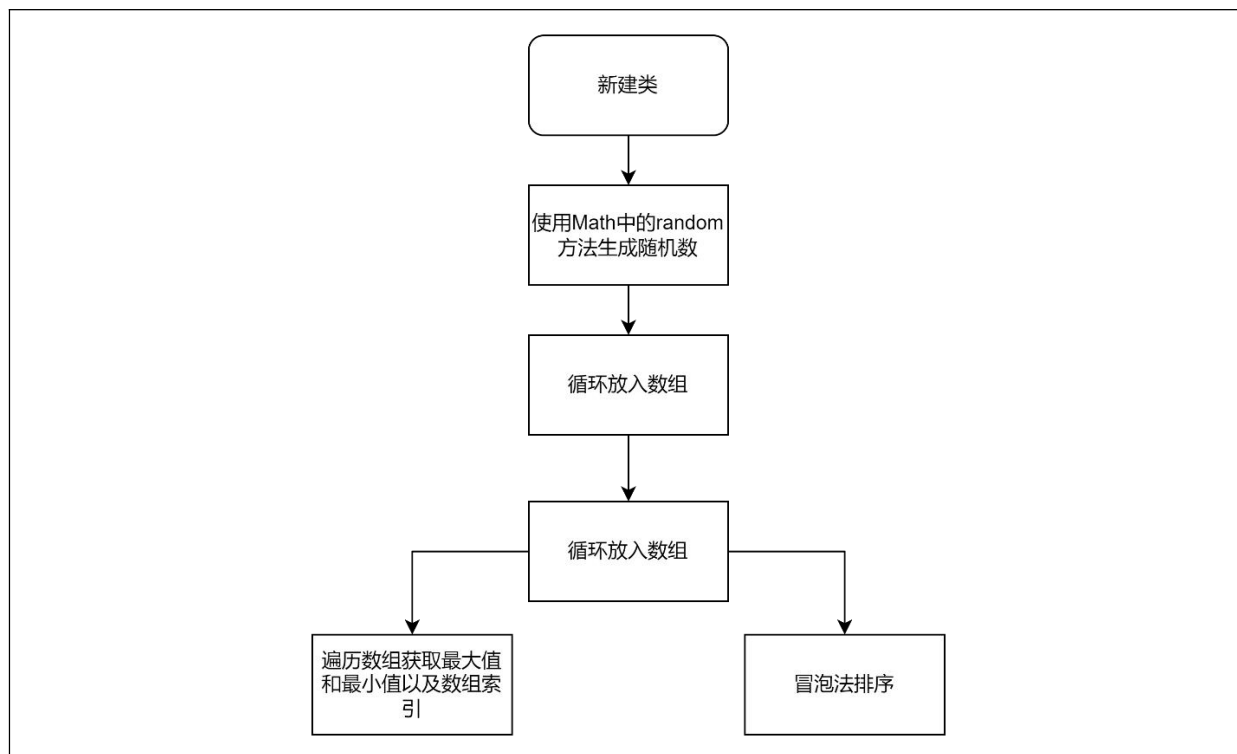 新建类
使用Math中的random
方法生成随机数
循环放入数组
循环放入数组
遍历数组获取最大值
和最小值以及数组索
引
冒泡法排序